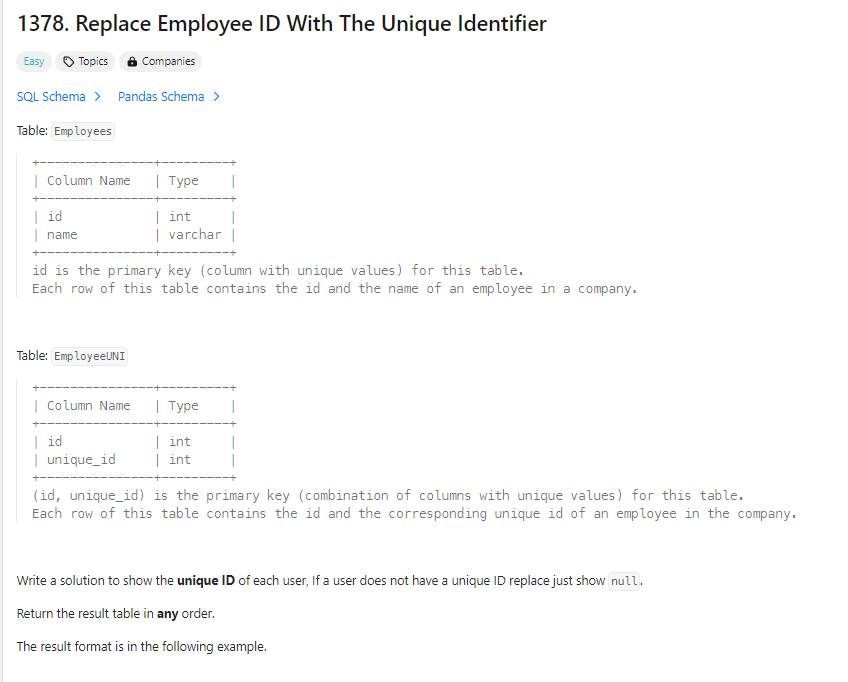 1378. Replace Employee ID With The Unique Identifier
Easy Topics Companies
SQL Schema > Pandas Schema >
Table: Employees
+---------------+---------+
| Column Name   | Type    |
+---------------+---------+
| id            | int     |
| name          | varchar |
+---------------+---------+
id is the primary key (column with unique values) for this table.
Each row of this table contains the id and the name of an employee in a company.
Table: EmployeeUNI
+---------------+---------+
| Column Name   | Type    |
+---------------+---------+
| id            | int     |
| unique_id     | int     |
+---------------+---------+
(id, unique_id) is the primary key (combination of columns with unique values) for this table.
Each row of this table contains the id and the corresponding unique id of an employee in the company.
Write a solution to show the unique ID of each user, If a user does not have a unique ID replace just show null.
Return the result table in any order.
The result format is in the following example.